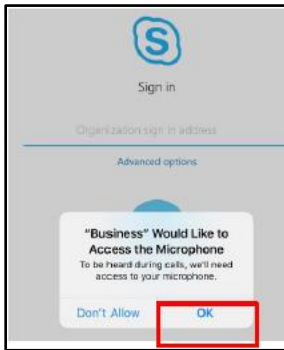 S
Sign in
Organization sign in address
Advanced options
"Business" Would Like to
Access the Microphone
To be heard during calls, we'll need
access to your microphone.
Don't Allow OK